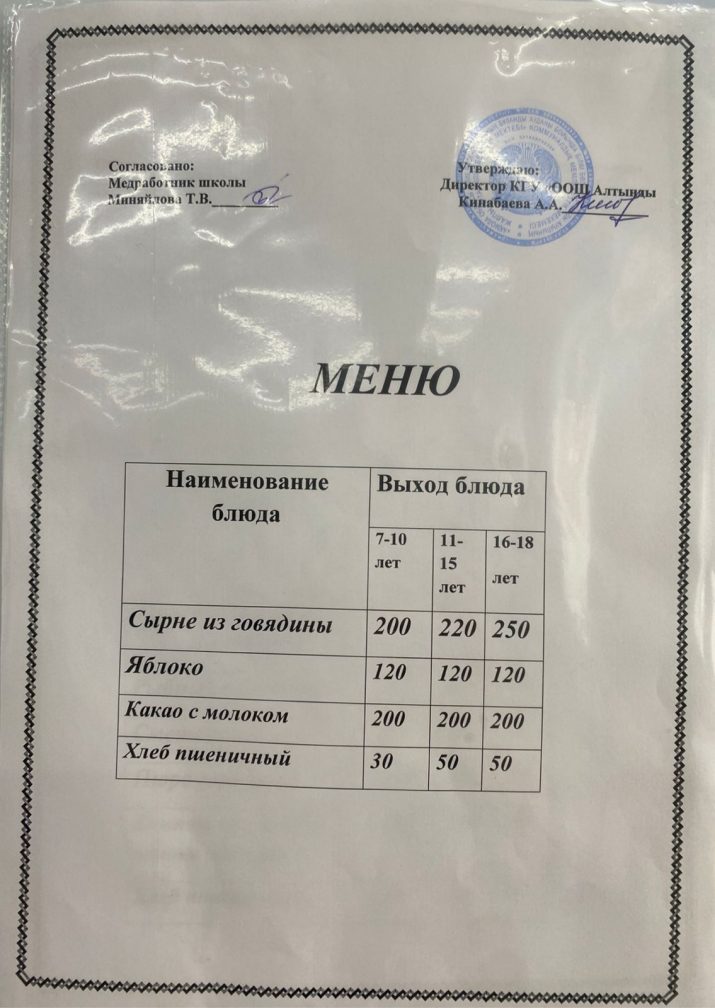 Согласовано:
Медработник школы
Миняйлова Т.В.
Утверждаю:
Директор КГУ ООШ Алтынды
Кинабаева А.А.
МЕНЮ
Наименование блюда
Выход блюда
7-10 лет
11-15 лет
16-18 лет
Сырне из говядины 200 220 250
Яблоко 120 120 120
Какао с молоком 200 200 200
Хлеб пшеничный 30 50 50